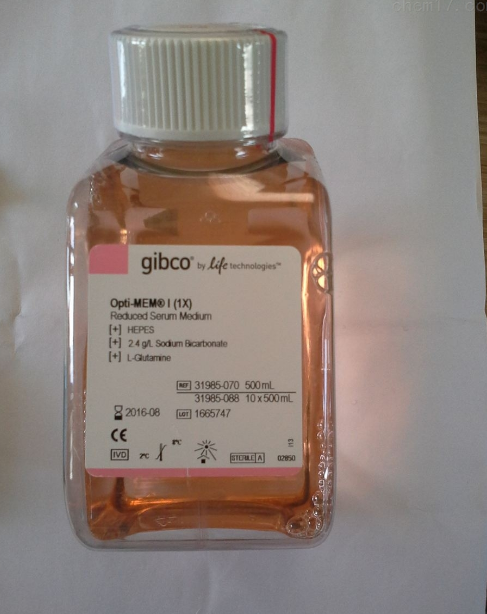 gibco® by life technologies™
Opti-MEM® I (1X)
Reduced Serum Medium
[+] HEPES
[+] 2.4 g/L Sodium Bicarbonate
[+] L-Glutamine
REF 31985-070 500 mL
31985-088 10 x 500 mL
2016-08 LOT 1665747
CE
IVD 2°C 8°C STERILE A 02850
113